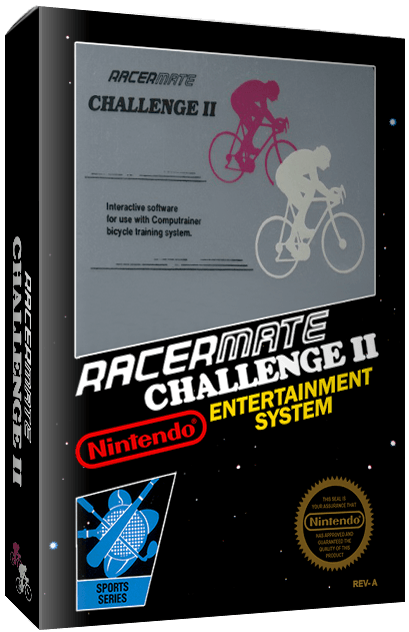 RACERMATE
CHALLENGE II
Interactive software
for use with Computrainer
bicycle training system.
RACERMATE
CHALLENGE II
ENTERTAINMENT
SYSTEM
Nintendo®
SPORTS
SERIES
THIS SEAL IS
YOUR ASSURANCE THAT
Nintendo
HAS APPROVED AND
GUARANTEED THE
QUALITY OF THIS
PRODUCT
REV-A
RACERMATE
CHALLENGE II